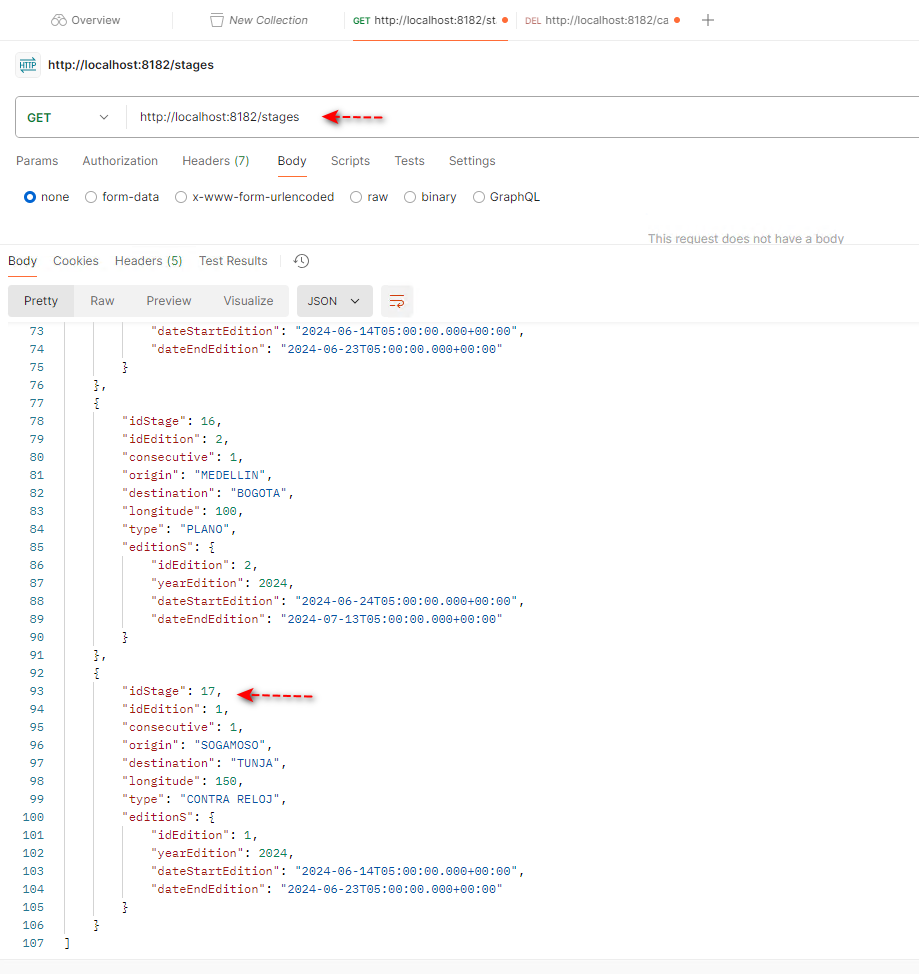 Overview New Collection GET http://localhost:8182/st DEL http://localhost:8182/ca
HTTP http://localhost:8182/stages
GET http://localhost:8182/stages
Params Authorization Headers (7) Body Scripts Tests Settings
none form-data x-www-form-urlencoded raw binary GraphQL
This request does not have a body
Body Cookies Headers (5) Test Results
Pretty Raw Preview Visualize JSON
73 "dateStartEdition": "2024-06-14T05:00:00.000+00:00",
74 "dateEndEdition": "2024-06-23T05:00:00.000+00:00"
75 }
76 },
77 {
78 "idStage": 16,
79 "idEdition": 2,
80 "consecutive": 1,
81 "origin": "MEDELLIN",
82 "destination": "BOGOTA",
83 "longitude": 100,
84 "type": "PLANO",
85 "editionS": {
86 "idEdition": 2,
87 "yearEdition": 2024,
88 "dateStartEdition": "2024-06-24T05:00:00.000+00:00",
89 "dateEndEdition": "2024-07-13T05:00:00.000+00:00"
90 }
91 },
92 {
93 "idStage": 17,
94 "idEdition": 1,
95 "consecutive": 1,
96 "origin": "SOGAMOSO",
97 "destination": "TUNJA",
98 "longitude": 150,
99 "type": "CONTRA RELOJ",
100 "editionS": {
101 "idEdition": 1,
102 "yearEdition": 2024,
103 "dateStartEdition": "2024-06-14T05:00:00.000+00:00",
104 "dateEndEdition": "2024-06-23T05:00:00.000+00:00"
105 }
106 }
107 ]